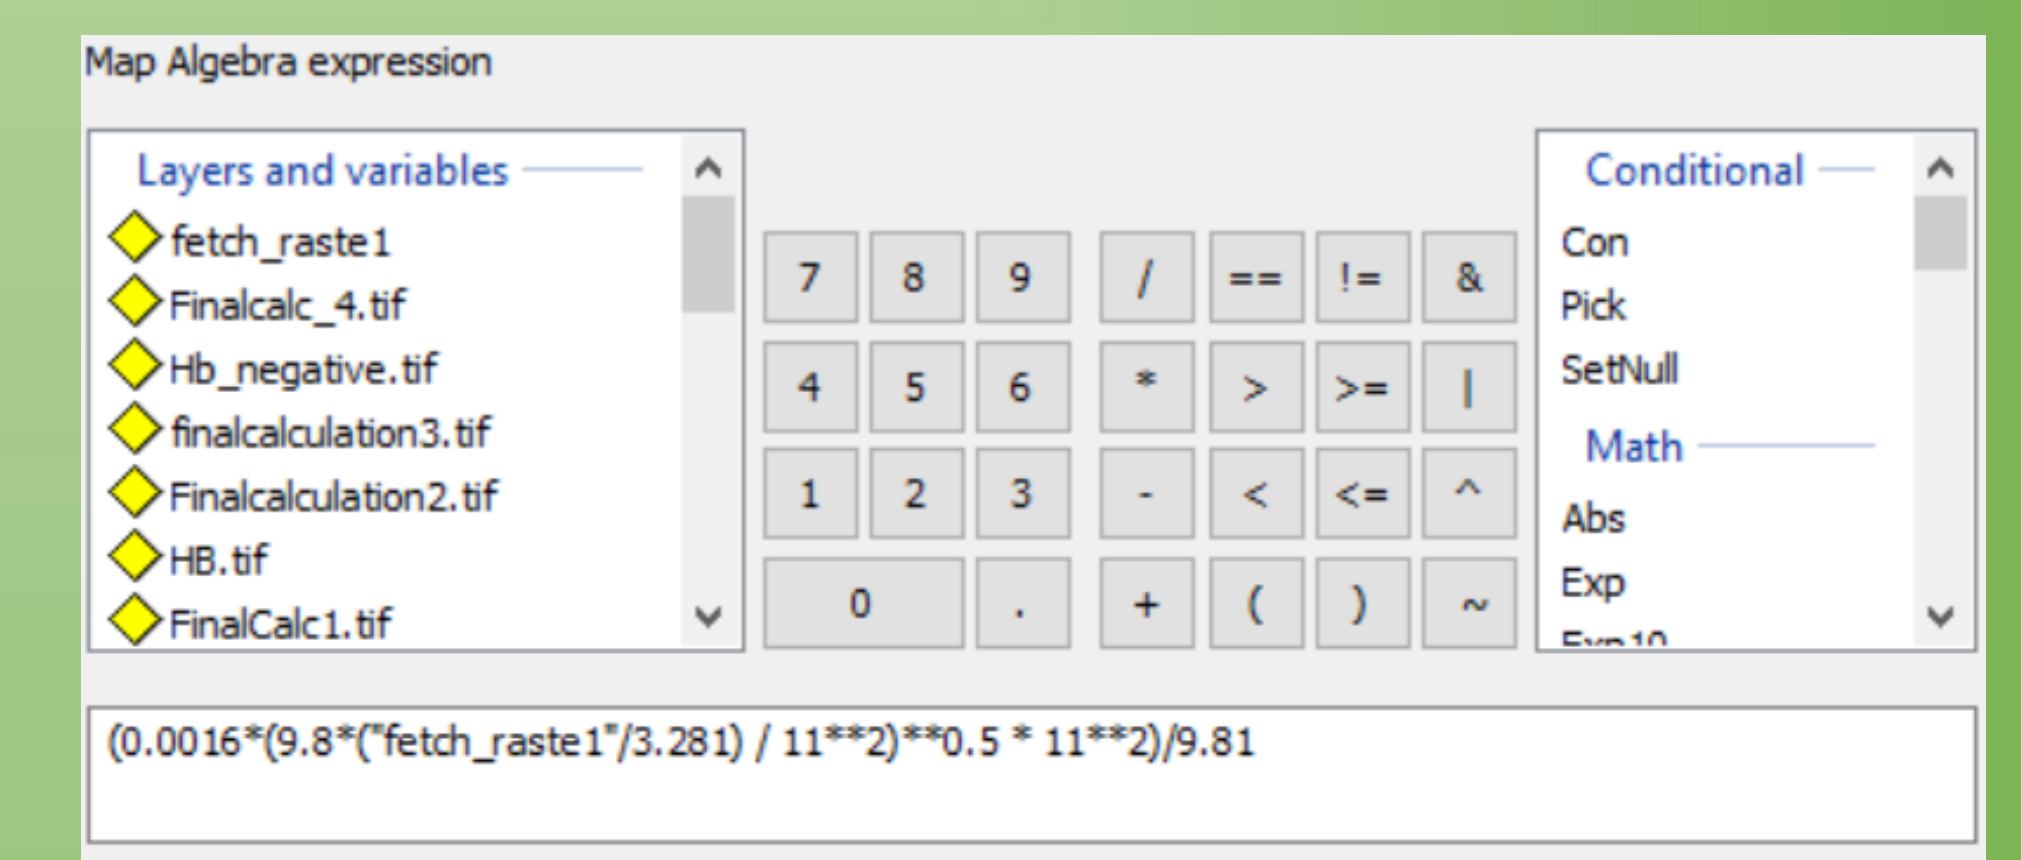 Map Algebra expression
Layers and variables
fetch_raste1
Finalcalc_4.tif
Hb_negative.tif
finalcalculation3.tif
Finalcalculation2.tif
HB.tif
FinalCalc1.tif
7 8 9 / == != &
4 5 6 * > >= |
1 2 3 - < <= ^
0 . + ( ) ~
Conditional
Con
Pick
SetNull
Math
Abs
Exp
Exp10
(0.0016*(9.8*("fetch_raste1"/3.281) / 11**2)**0.5 * 11**2)/9.81